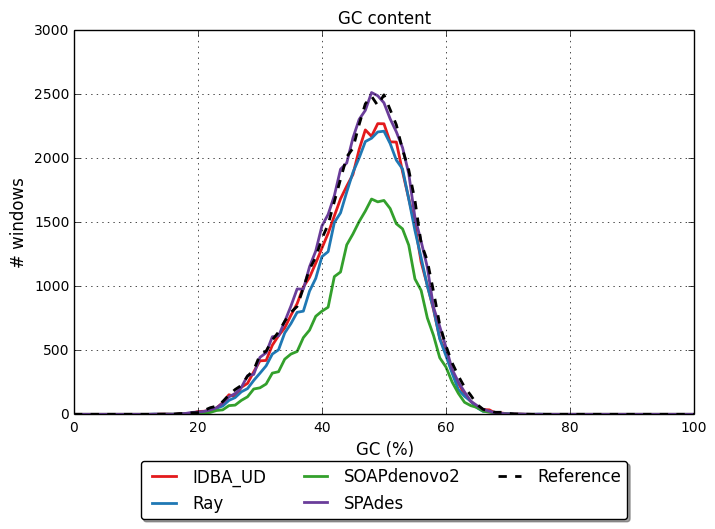 GC content
3000
2500
2000
1500
1000
500
0
# windows
0 20 40 60 80 100
GC (%)
IDBA_UD SOAPdenovo2 Reference
Ray SPAdes